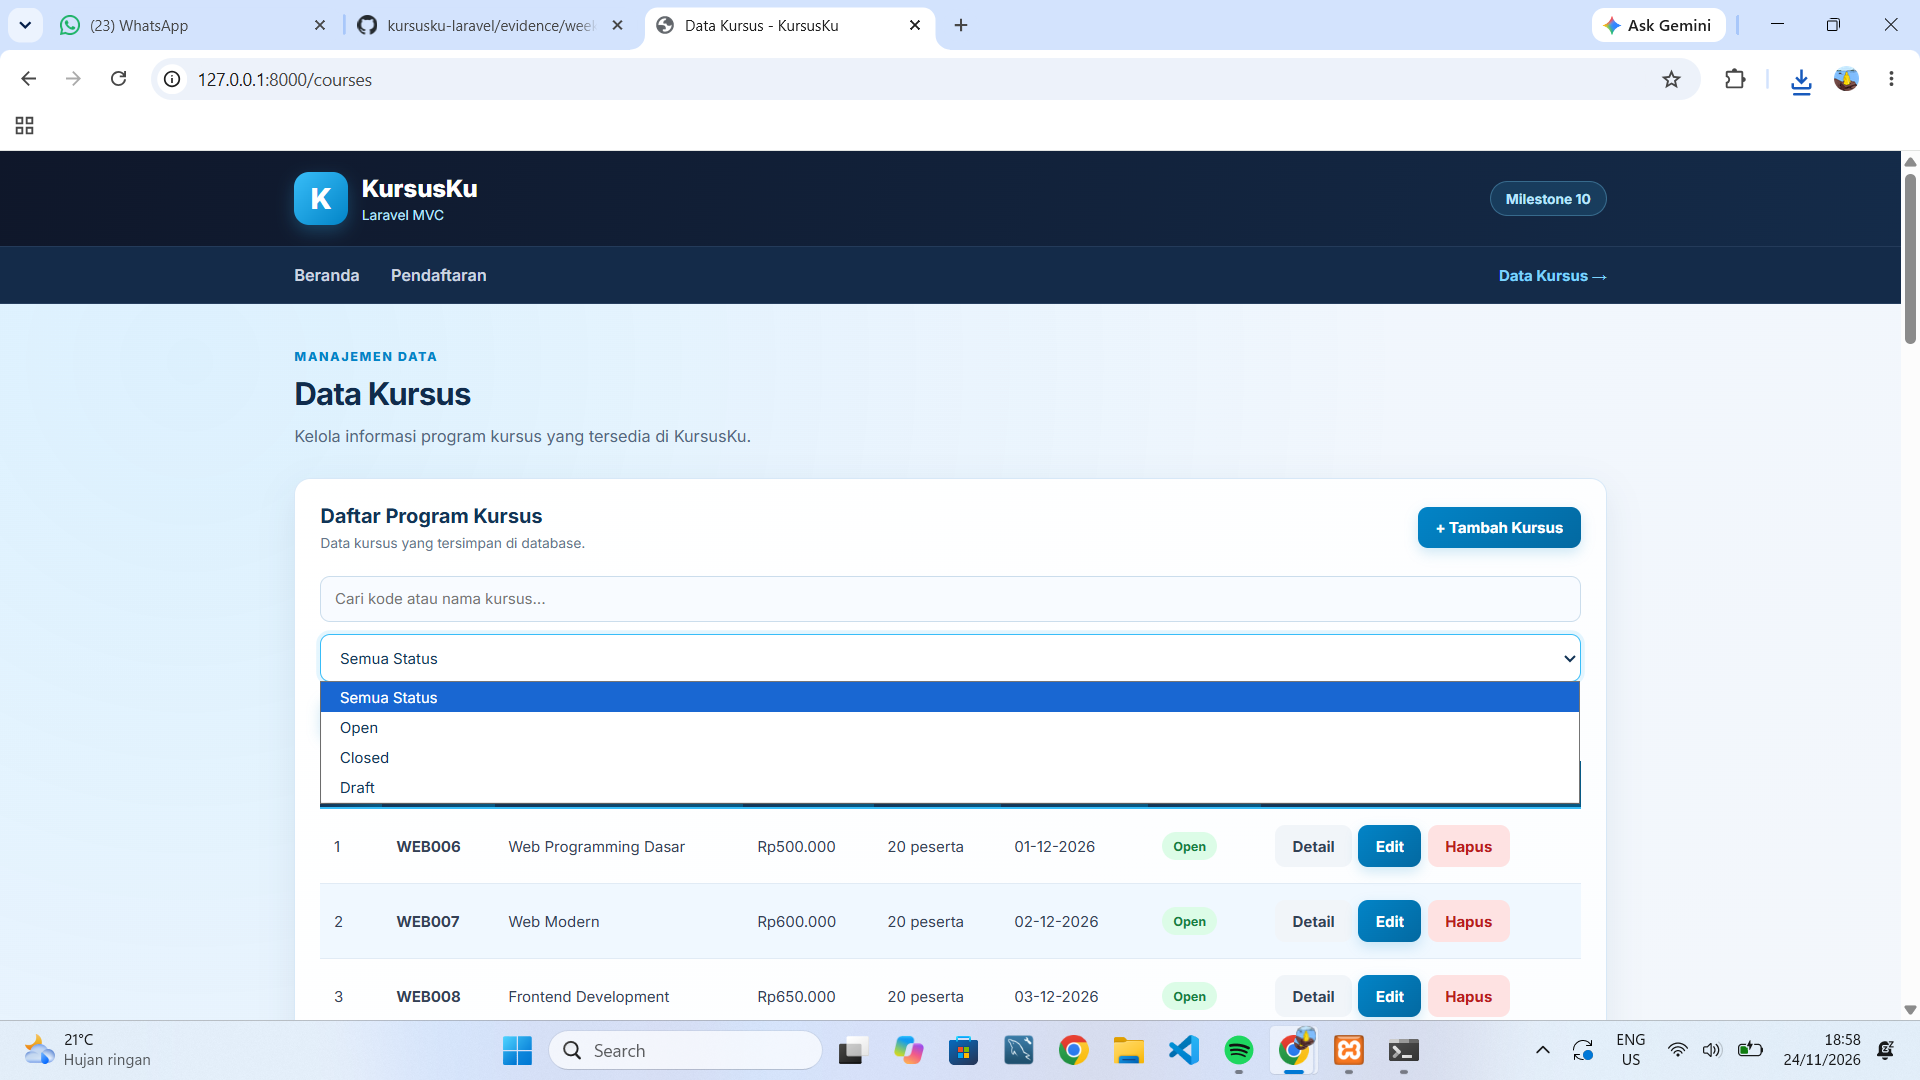 (23) WhatsApp
kursusku-laravel/evidence/week
Data Kursus - KursusKu
Ask Gemini
127.0.0.1:8000/courses
K
KursusKu
Laravel MVC
Milestone 10
Beranda
Pendaftaran
Data Kursus →
MANAJEMEN DATA
Data Kursus
Kelola informasi program kursus yang tersedia di KursusKu.
Daftar Program Kursus
Data kursus yang tersimpan di database.
+ Tambah Kursus
Cari kode atau nama kursus...
Semua Status
Semua Status
Open
Closed
Draft
1 WEB006 Web Programming Dasar Rp500.000 20 peserta 01-12-2026 Open Detail Edit Hapus
2 WEB007 Web Modern Rp600.000 20 peserta 02-12-2026 Open Detail Edit Hapus
3 WEB008 Frontend Development Rp650.000 20 peserta 03-12-2026 Open Detail Edit Hapus
21°C
Hujan ringan
Search
ENG
US
18:58
24/11/2026